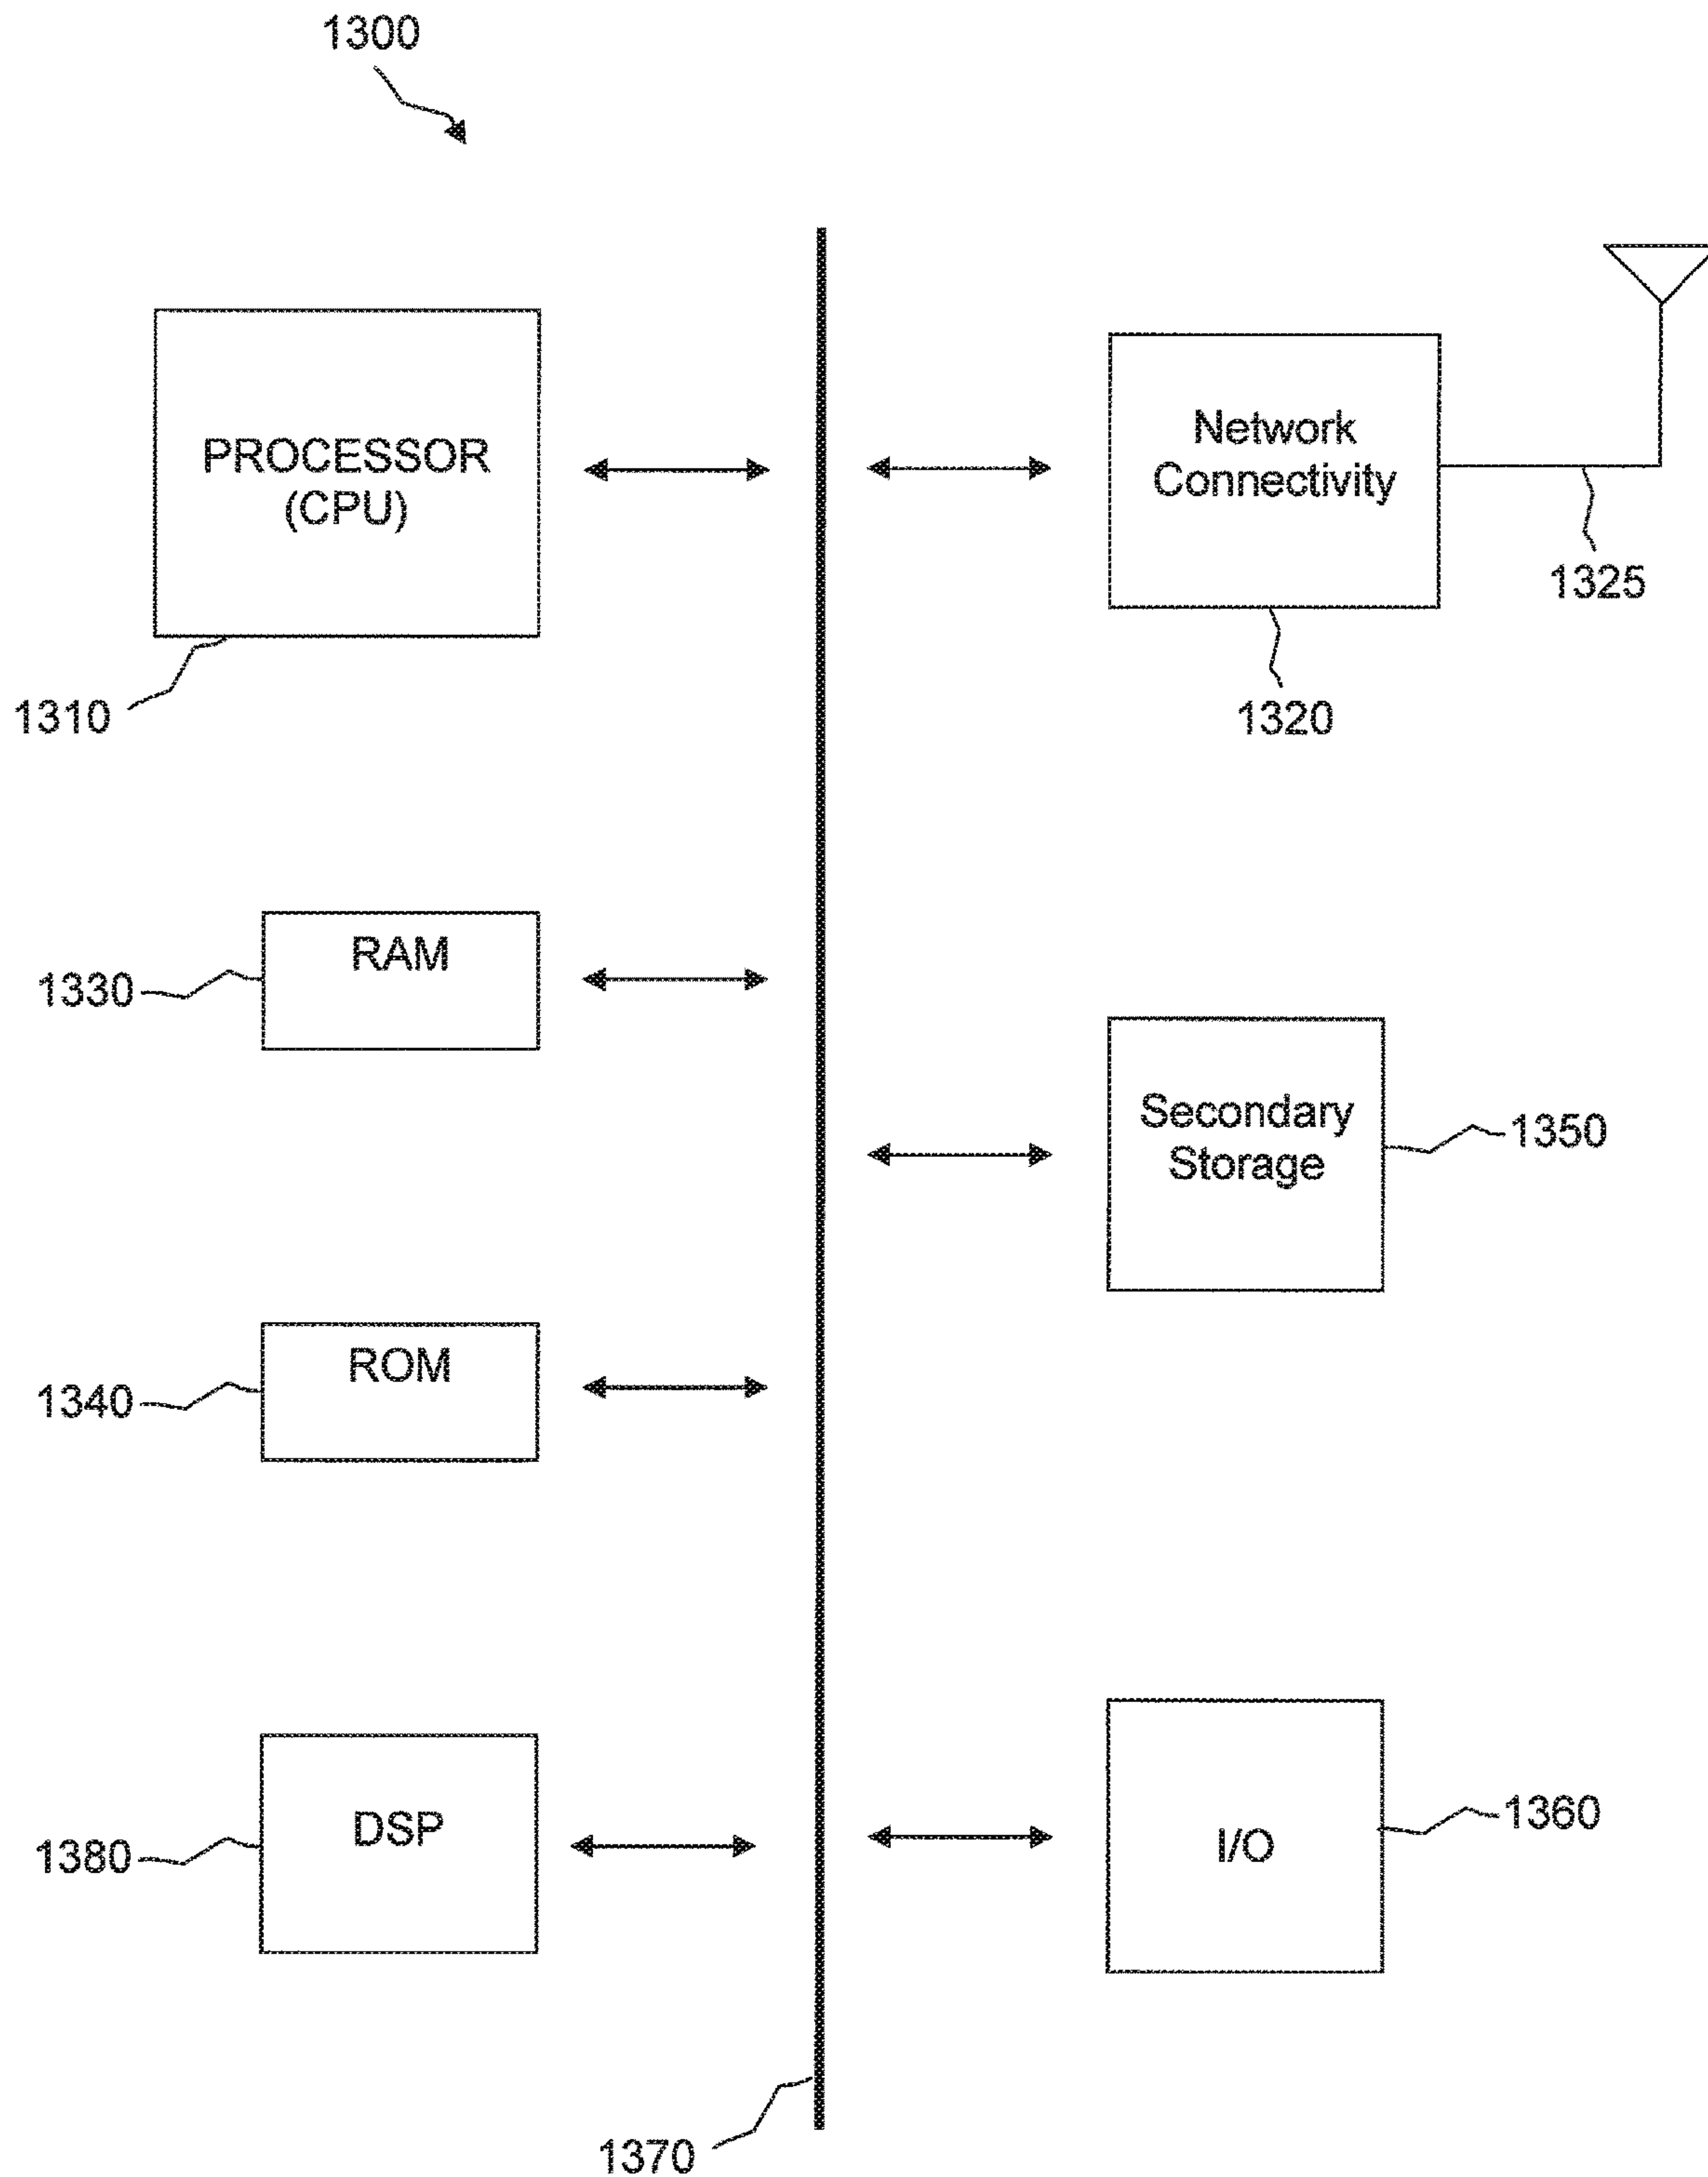 1300
PROCESSOR
(CPU)
Network
Connectivity
1325
1310
1320
RAM
1330
Secondary
Storage
1350
ROM
1340
DSP
1380
I/O
1360
1370